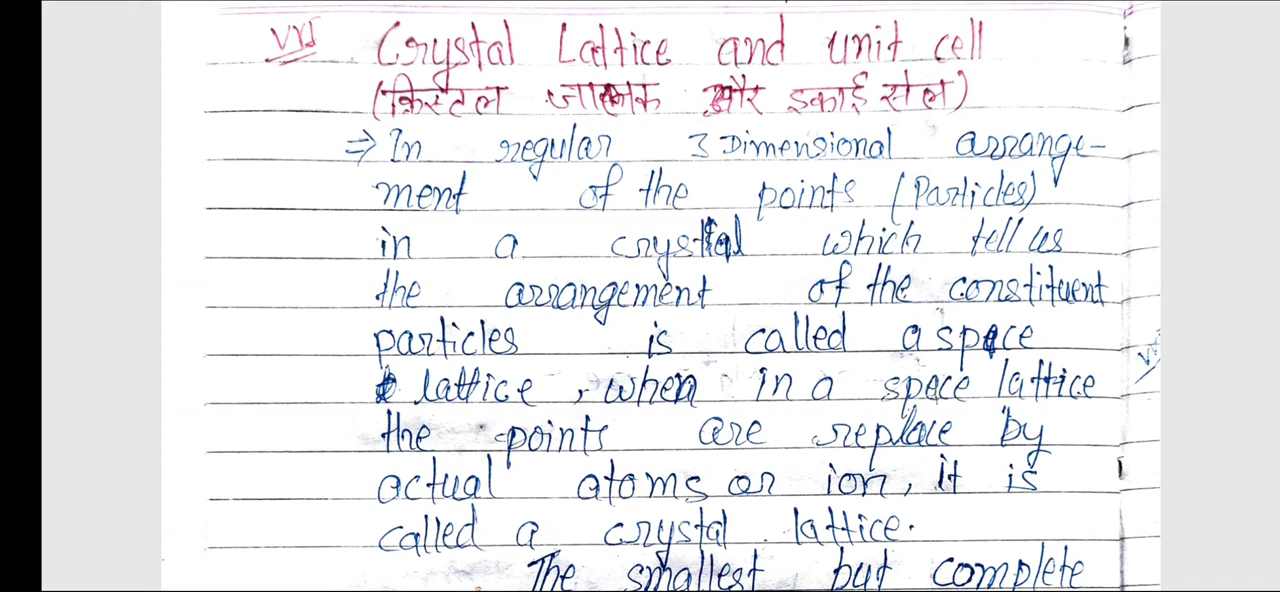 VVI Crystal Lattice and unit cell
(क्रिस्टल जालक और इकाई सेल)
⇒ In regular 3 Dimensional arrange-
ment of the points (Particles)
in a crystal which tell us
the arrangement of the constituent
particles is called a space
lattice, when in a space lattice
the points are replace by
actual atoms or ion, it is
called a crystal lattice.
The smallest but complete